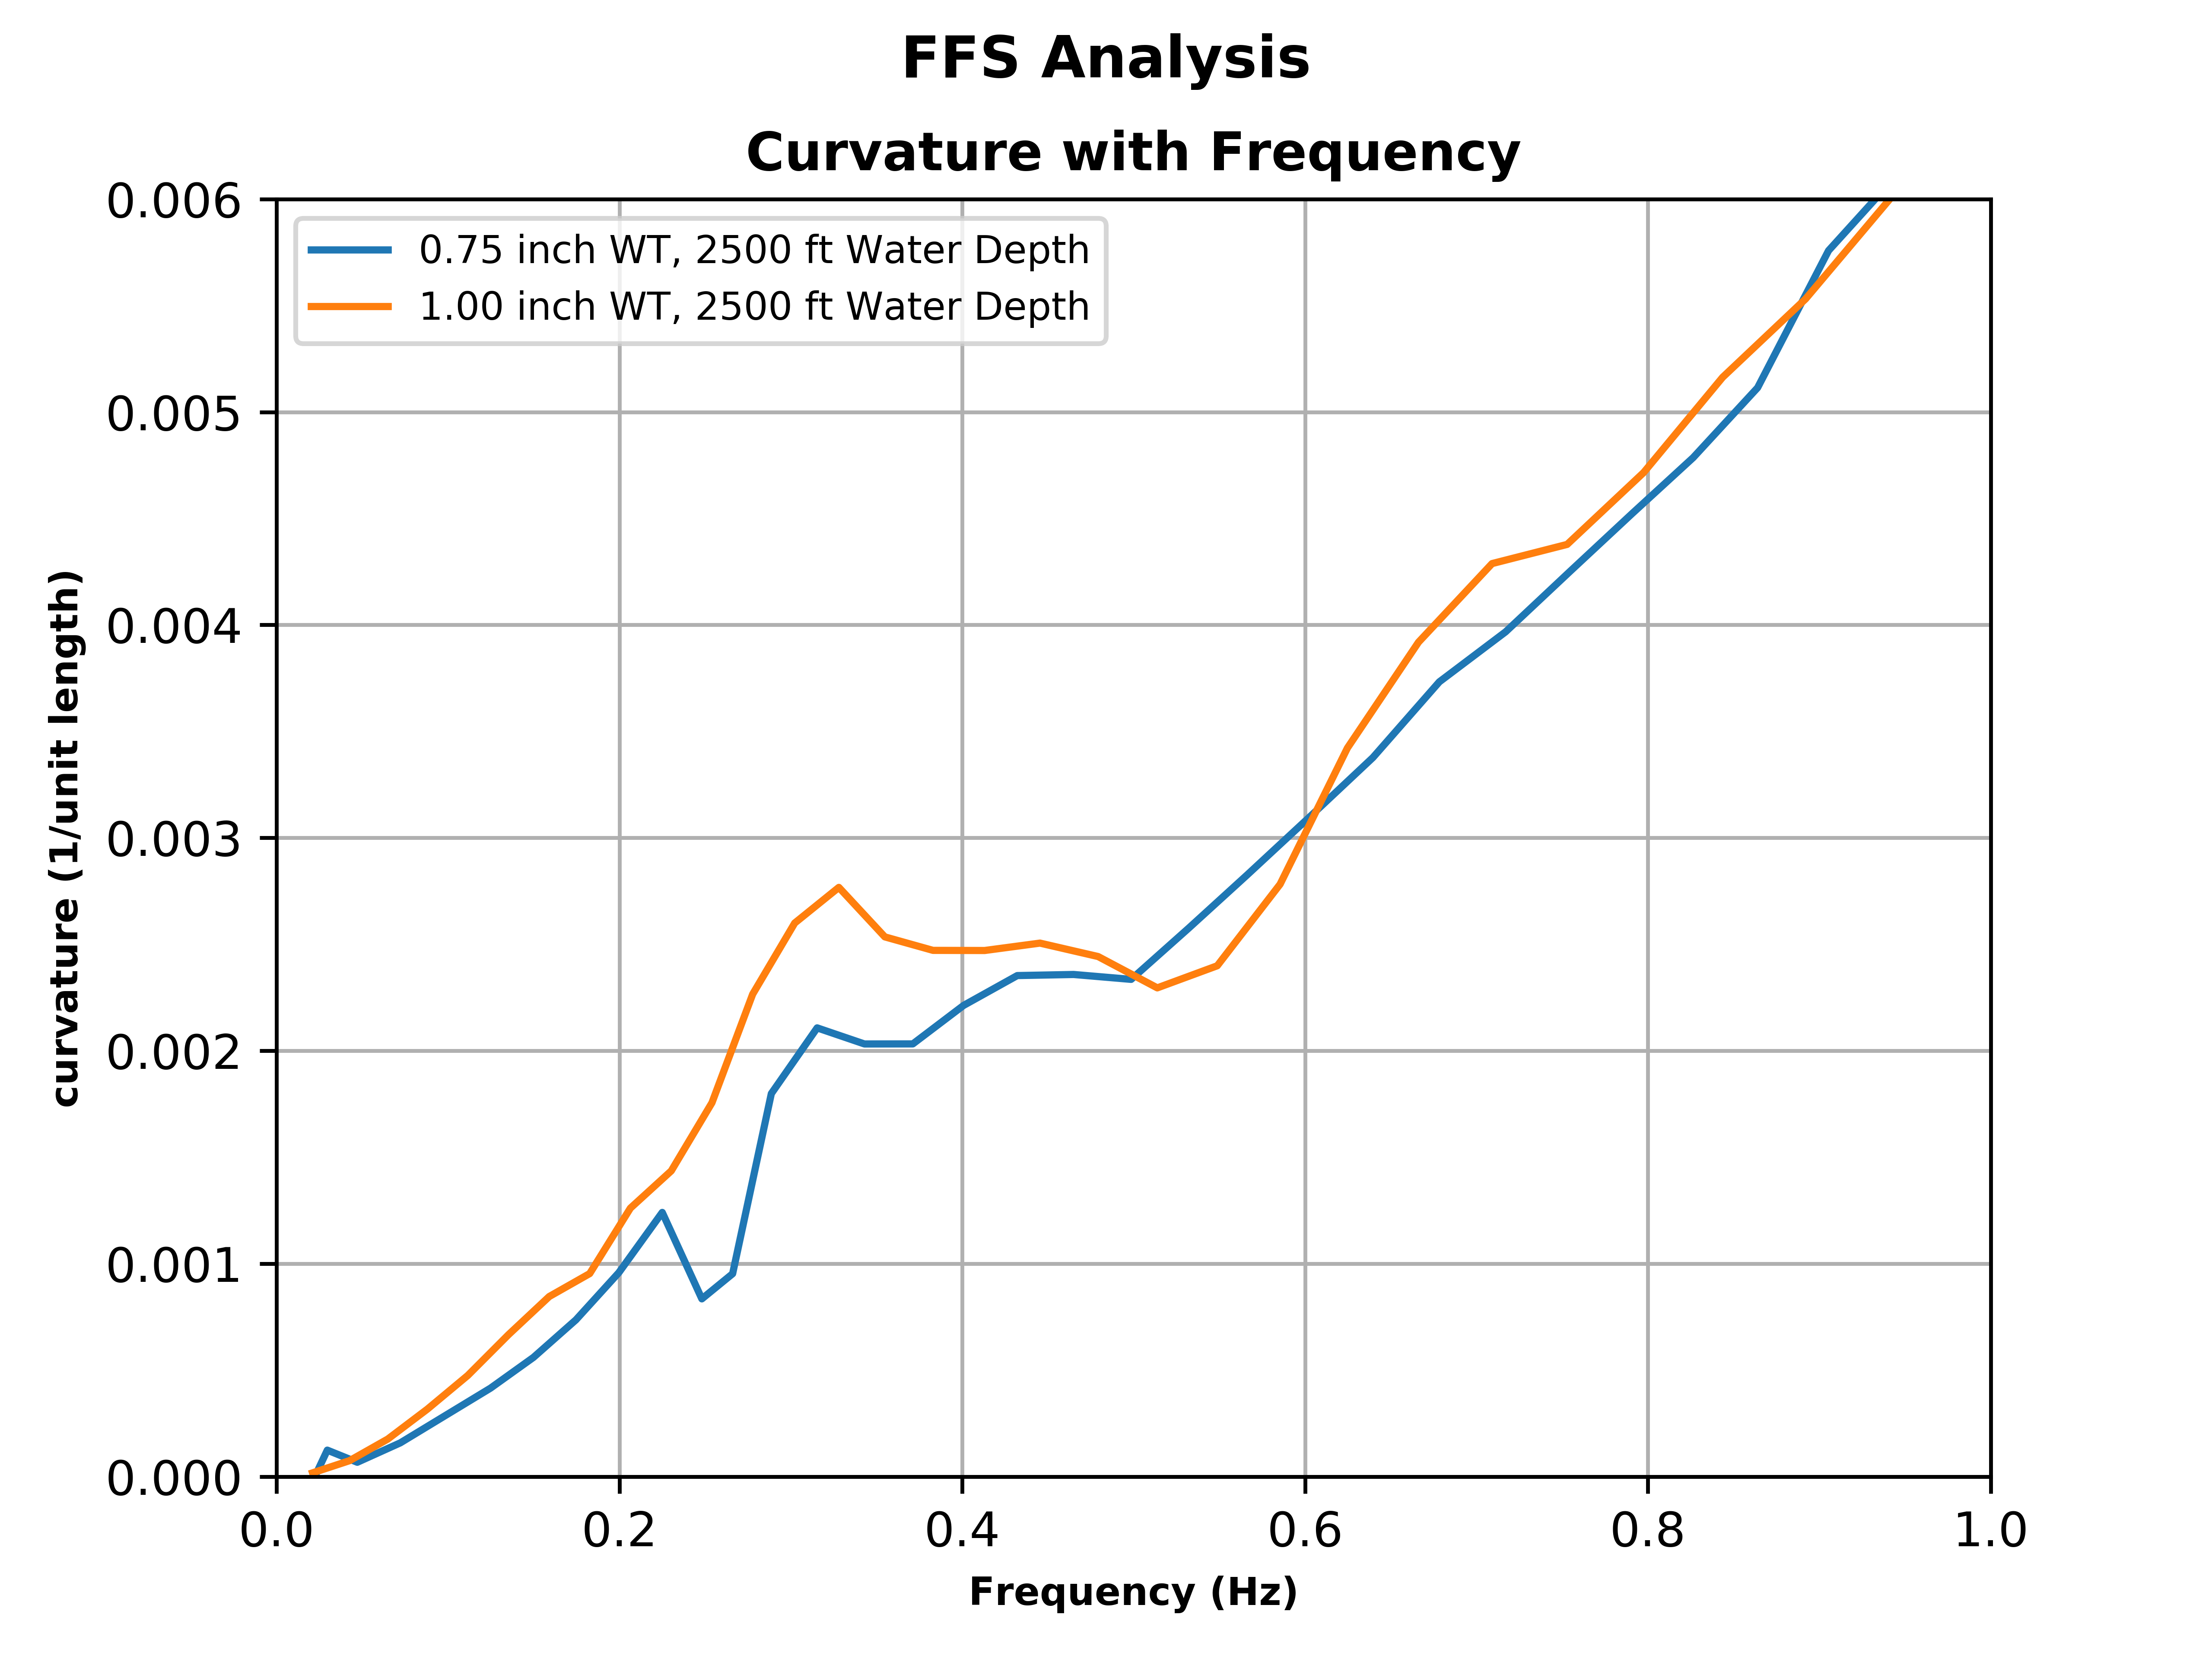 FFS Analysis
Curvature with Frequency
0.006
0.75 inch WT, 2500 ft Water Depth
1.00 inch WT, 2500 ft Water Depth
0.005
0.004
curvature (1/unit length)
0.003
0.002
0.001
0.000
0.0 0.2 0.4 0.6 0.8 1.0
Frequency (Hz)